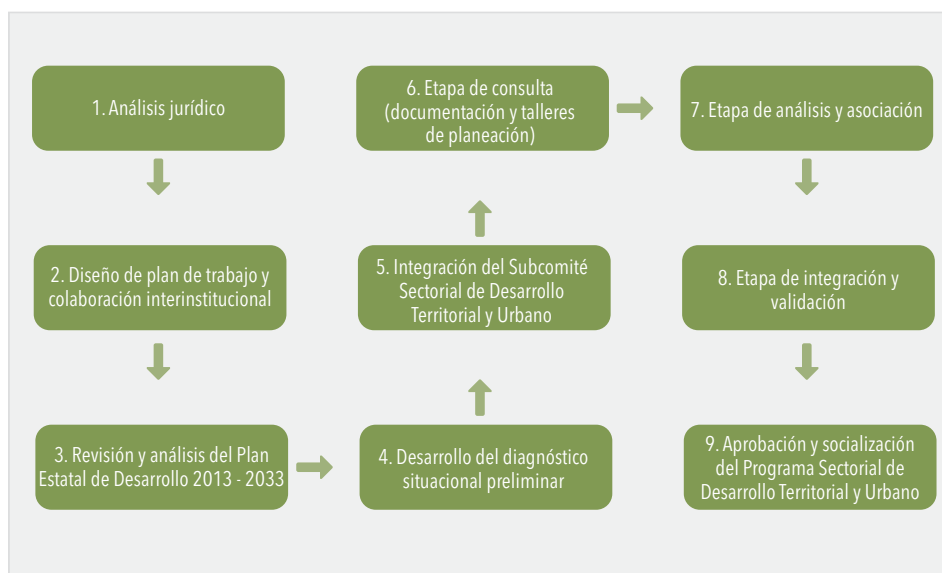 1. Análisis jurídico
2. Diseño de plan de trabajo y
colaboración interinstitucional
3. Revisión y análisis del Plan
Estatal de Desarrollo 2013 - 2033
4. Desarrollo del diagnóstico
situacional preliminar
5. Integración del Subcomité
Sectorial de Desarrollo
Territorial y Urbano
6. Etapa de consulta
(documentación y talleres
de planeación)
7. Etapa de análisis y asociación
8. Etapa de integración y
validación
9. Aprobación y socialización
del Programa Sectorial de
Desarrollo Territorial y Urbano